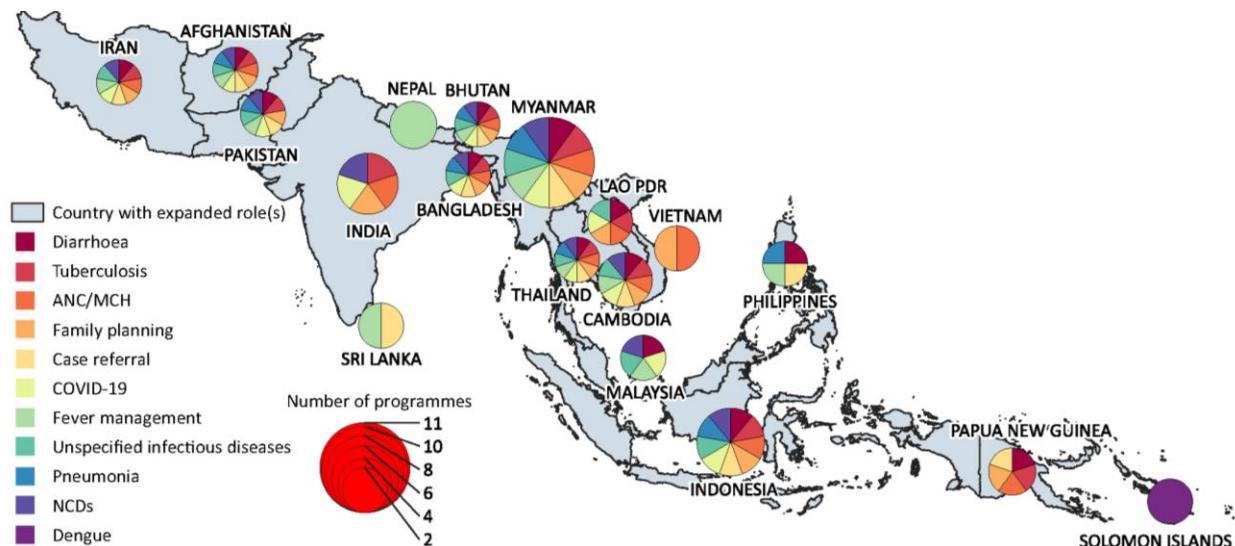 IRAN
AFGHANISTAN
PAKISTAN
NEPAL
BHUTAN
MYANMAR
BANGLADESH
INDIA
LAO PDR
VIETNAM
THAILAND
CAMBODIA
PHILIPPINES
SRI LANKA
MALAYSIA
INDONESIA
PAPUA NEW GUINEA
SOLOMON ISLANDS
Country with expanded role(s)
Diarrhoea
Tuberculosis
ANC/MCH
Family planning
Case referral
COVID-19
Fever management
Unspecified infectious diseases
Pneumonia
NCDs
Dengue
Number of programmes
11
10
8
6
4
2